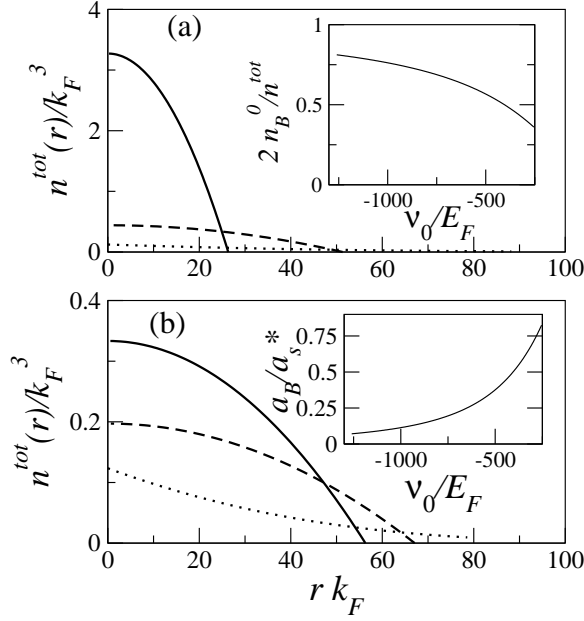 (a)
n^tot(r)/k_F^3
4
2
0
0 20 40 60 80 100
2 n_B^0/n^tot
1
0.5
0
-1000 -500
ν_0/E_F
(b)
n^tot(r)/k_F^3
0.4
0.2
0
0 20 40 60 80 100
r k_F
a_B/a_s^*
0.75
0.5
0.25
0
-1000 -500
ν_0/E_F